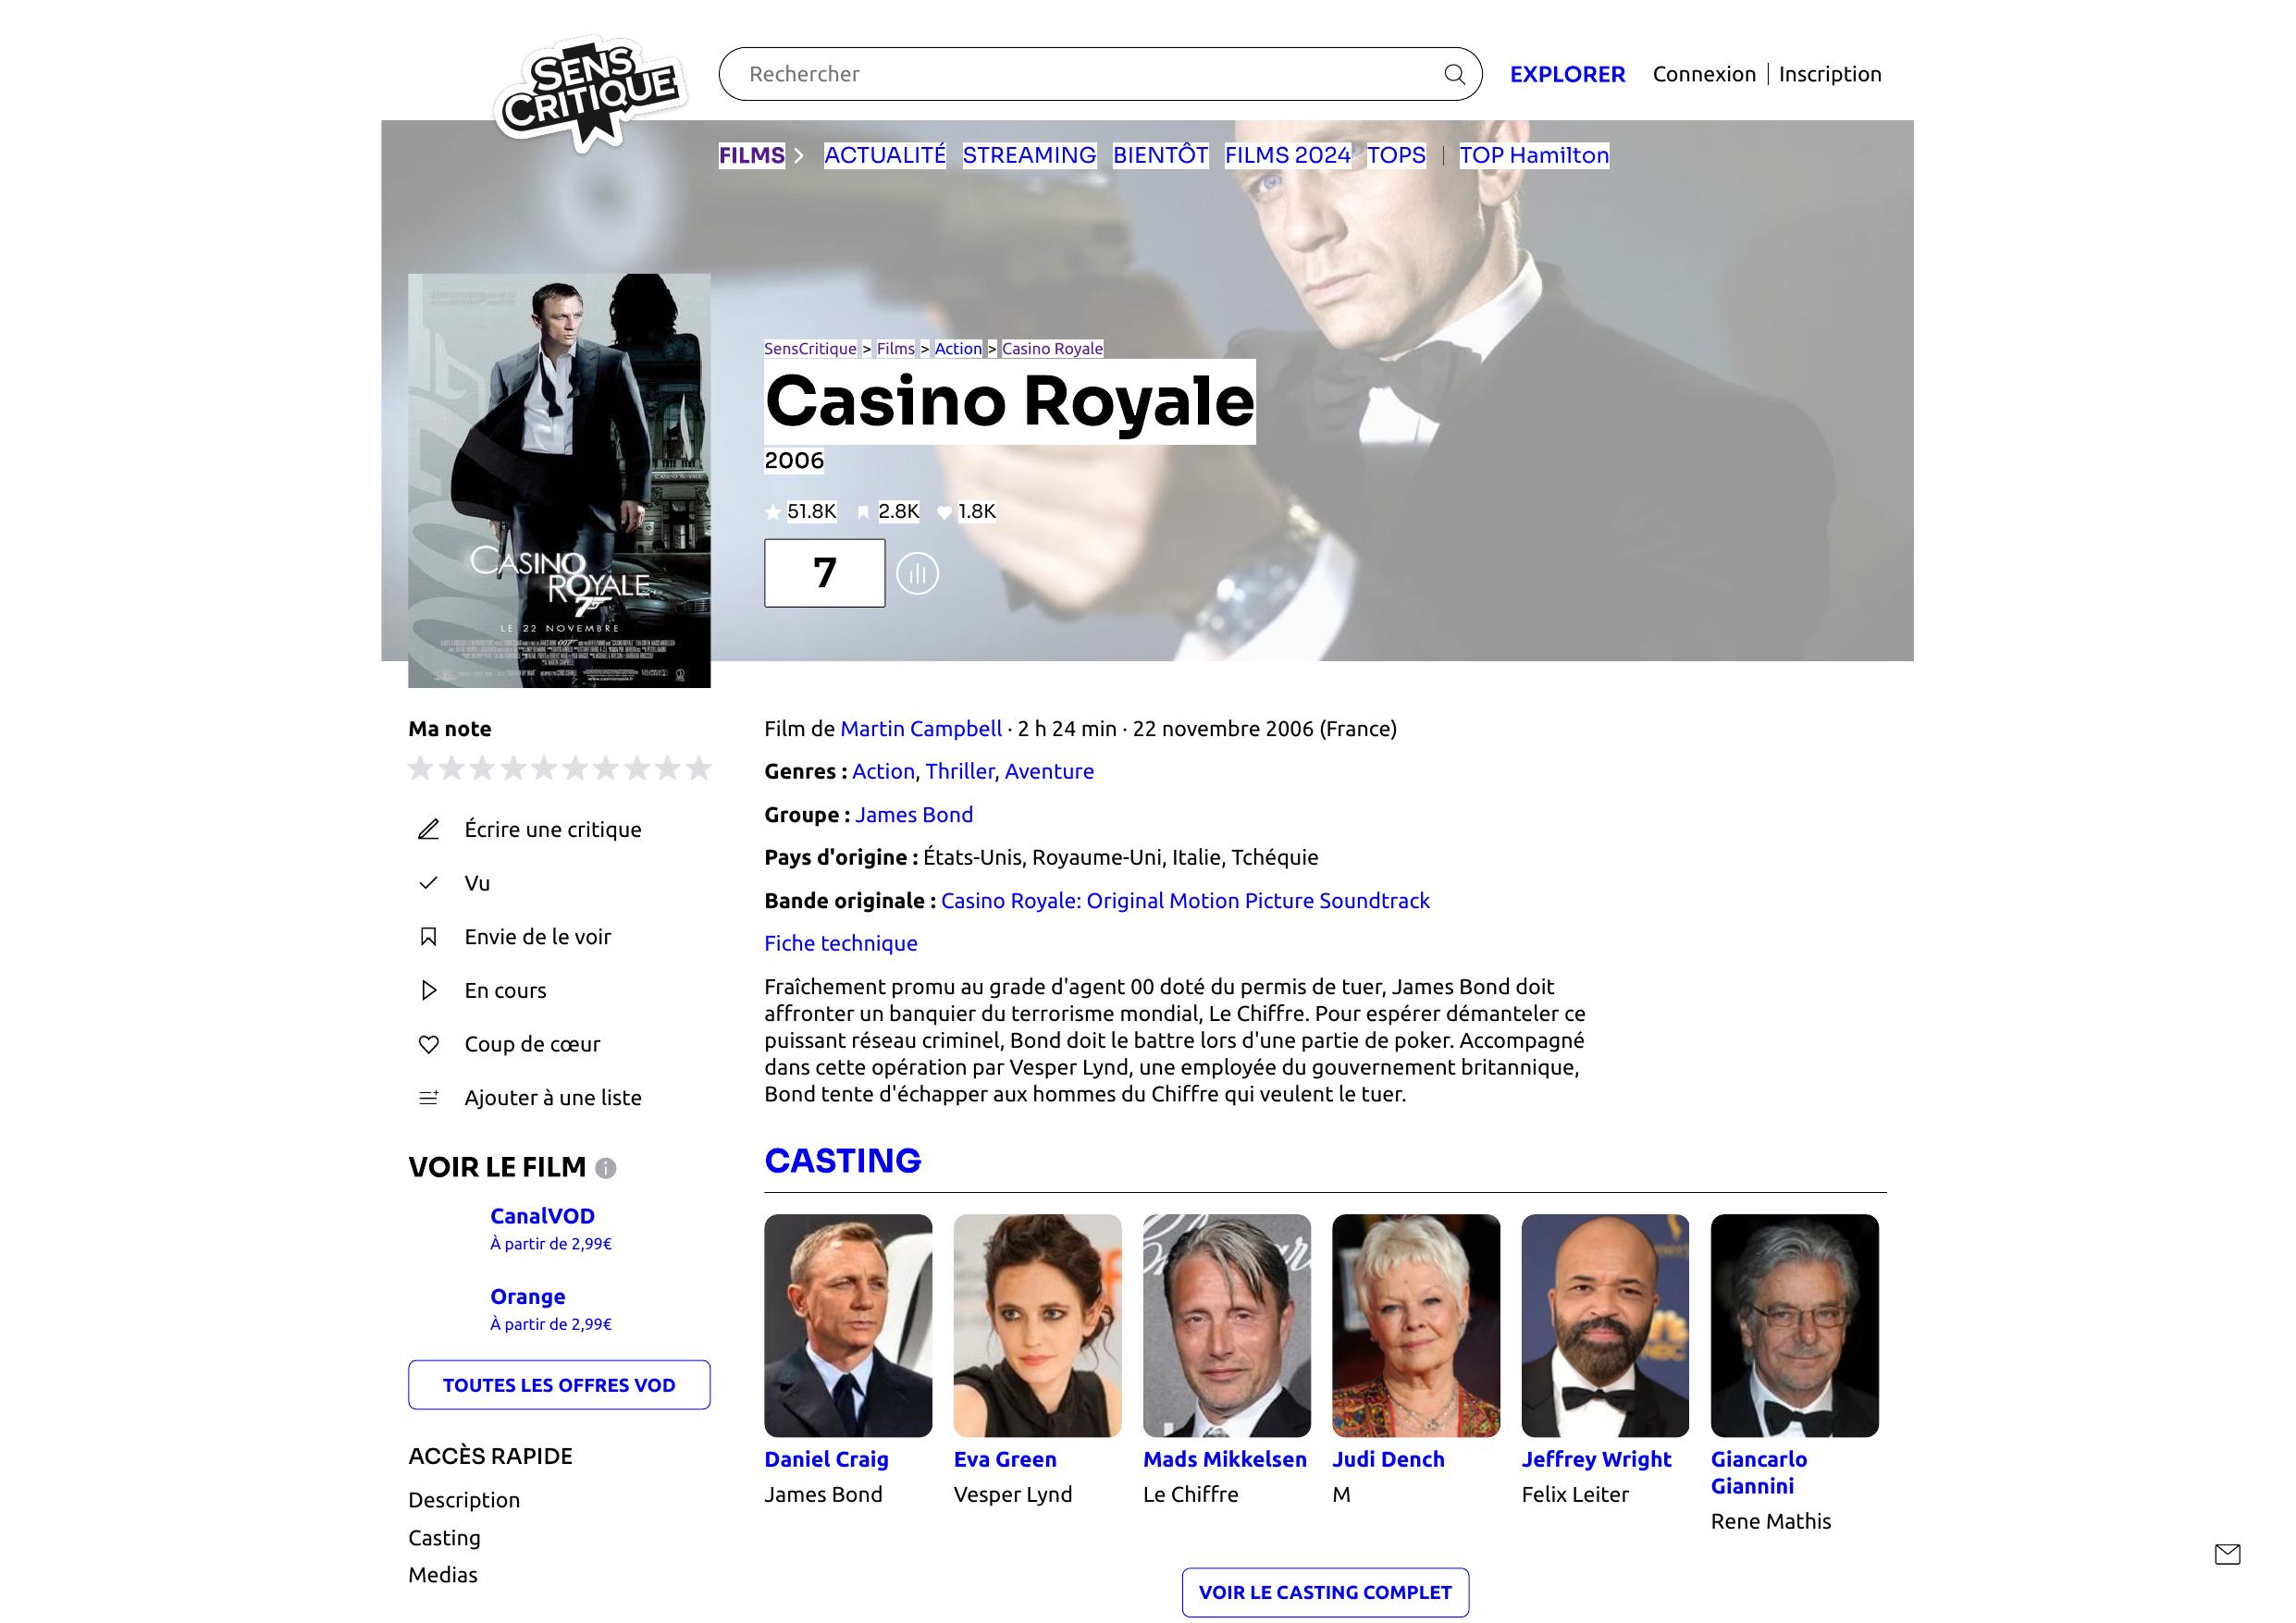 SENS
CRITIQUE
Rechercher
EXPLORER
Connexion
Inscription
FILMS
ACTUALITÉ
STREAMING
BIENTÔT
FILMS 2024
TOPS
TOP Hamilton
CASINO ROYALE
CASINO
ROYALE
007
LE 22 NOVEMBRE
SensCritique > Films > Action > Casino Royale
Casino Royale
2006
51.8K 2.8K 1.8K
7
Ma note
Écrire une critique
Vu
Envie de le voir
En cours
Coup de cœur
Ajouter à une liste
VOIR LE FILM
CanalVOD
À partir de 2,99€
Orange
À partir de 2,99€
TOUTES LES OFFRES VOD
ACCÈS RAPIDE
Description
Casting
Medias
Film de Martin Campbell · 2 h 24 min · 22 novembre 2006 (France)
Genres : Action, Thriller, Aventure
Groupe : James Bond
Pays d'origine : États-Unis, Royaume-Uni, Italie, Tchéquie
Bande originale : Casino Royale: Original Motion Picture Soundtrack
Fiche technique
Fraîchement promu au grade d'agent 00 doté du permis de tuer, James Bond doit
affronter un banquier du terrorisme mondial, Le Chiffre. Pour espérer démanteler ce
puissant réseau criminel, Bond doit le battre lors d'une partie de poker. Accompagné
dans cette opération par Vesper Lynd, une employée du gouvernement britannique,
Bond tente d'échapper aux hommes du Chiffre qui veulent le tuer.
CASTING
Daniel Craig
James Bond
Eva Green
Vesper Lynd
Mads Mikkelsen
Le Chiffre
Judi Dench
M
Jeffrey Wright
Felix Leiter
Giancarlo
Giannini
Rene Mathis
VOIR LE CASTING COMPLET